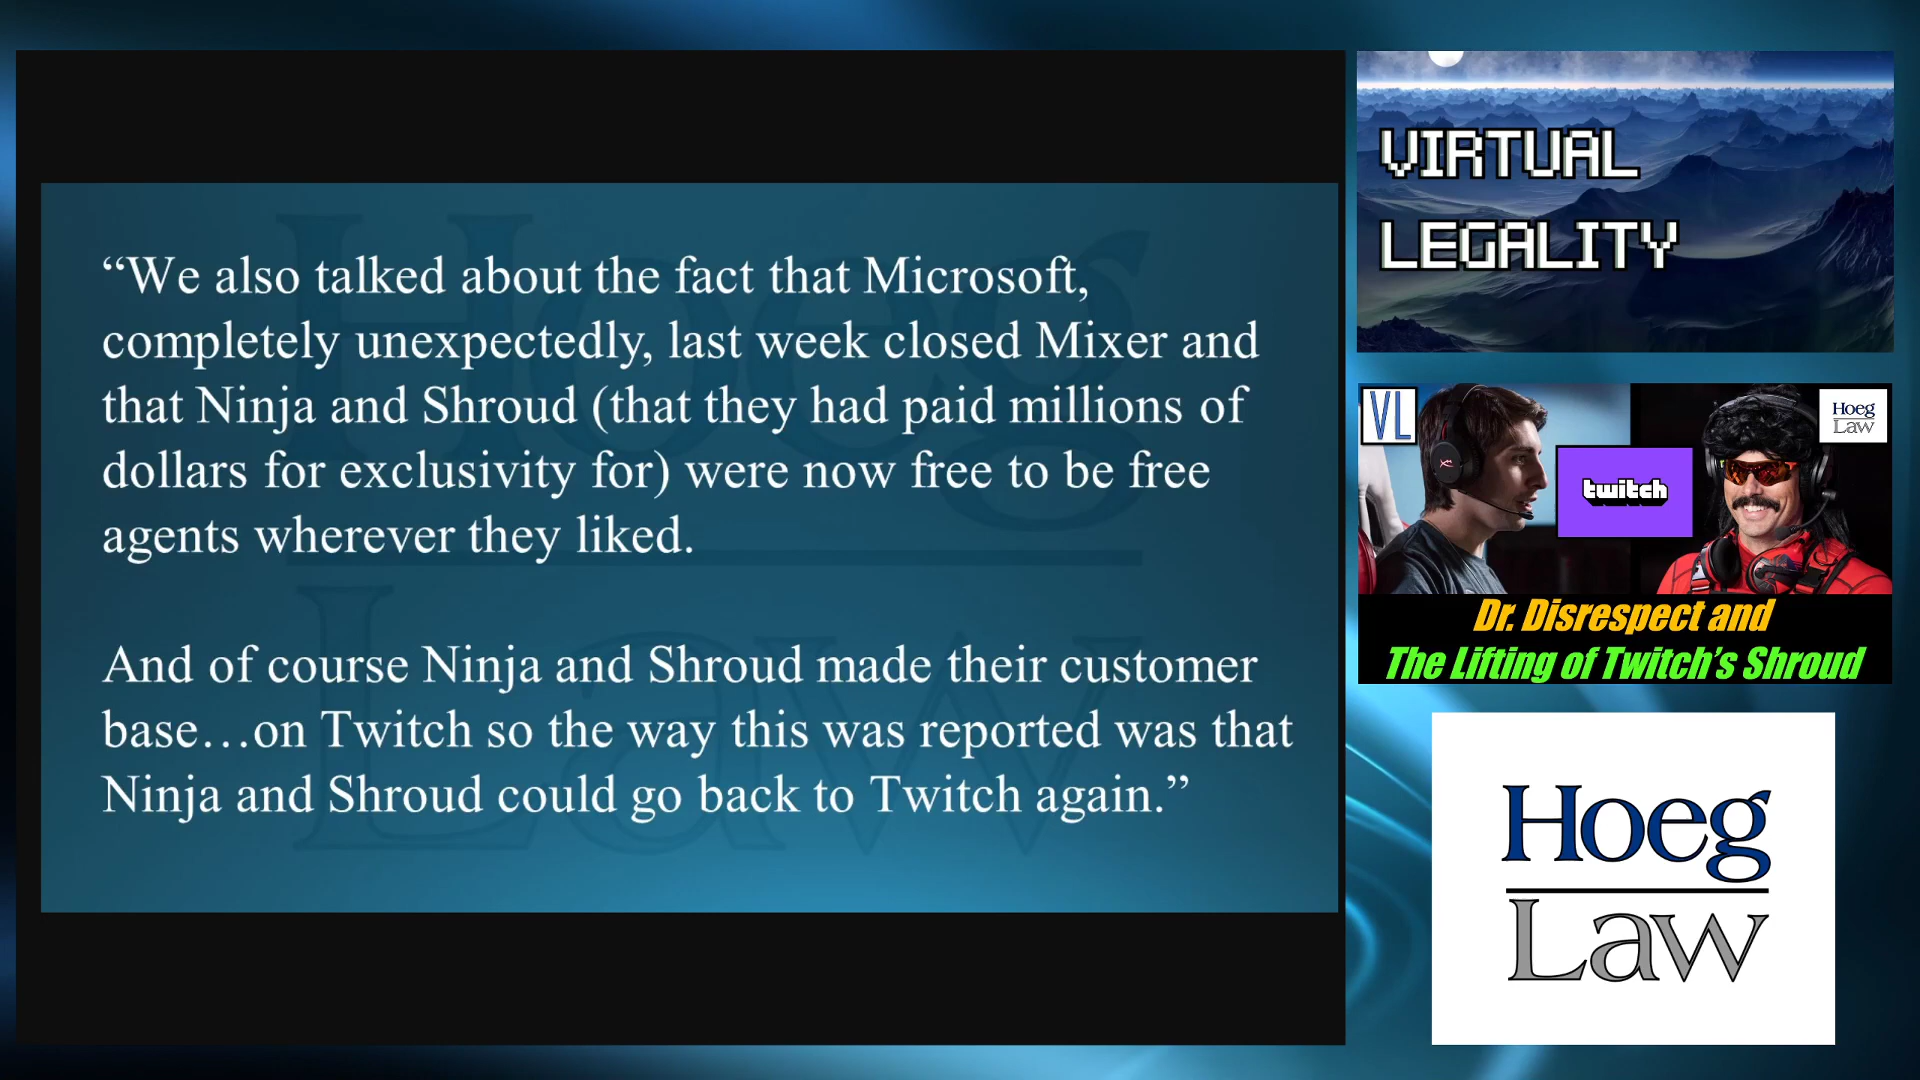 “We also talked about the fact that Microsoft,
completely unexpectedly, last week closed Mixer and
that Ninja and Shroud (that they had paid millions of
dollars for exclusivity for) were now free to be free
agents wherever they liked.
And of course Ninja and Shroud made their customer
base…on Twitch so the way this was reported was that
Ninja and Shroud could go back to Twitch again.”
Hoeg
Law
VIRTUAL
LEGALITY
VL
twitch
Hoeg
Law
Dr. Disrespect and
The Lifting of Twitch's Shroud
Hoeg
Law